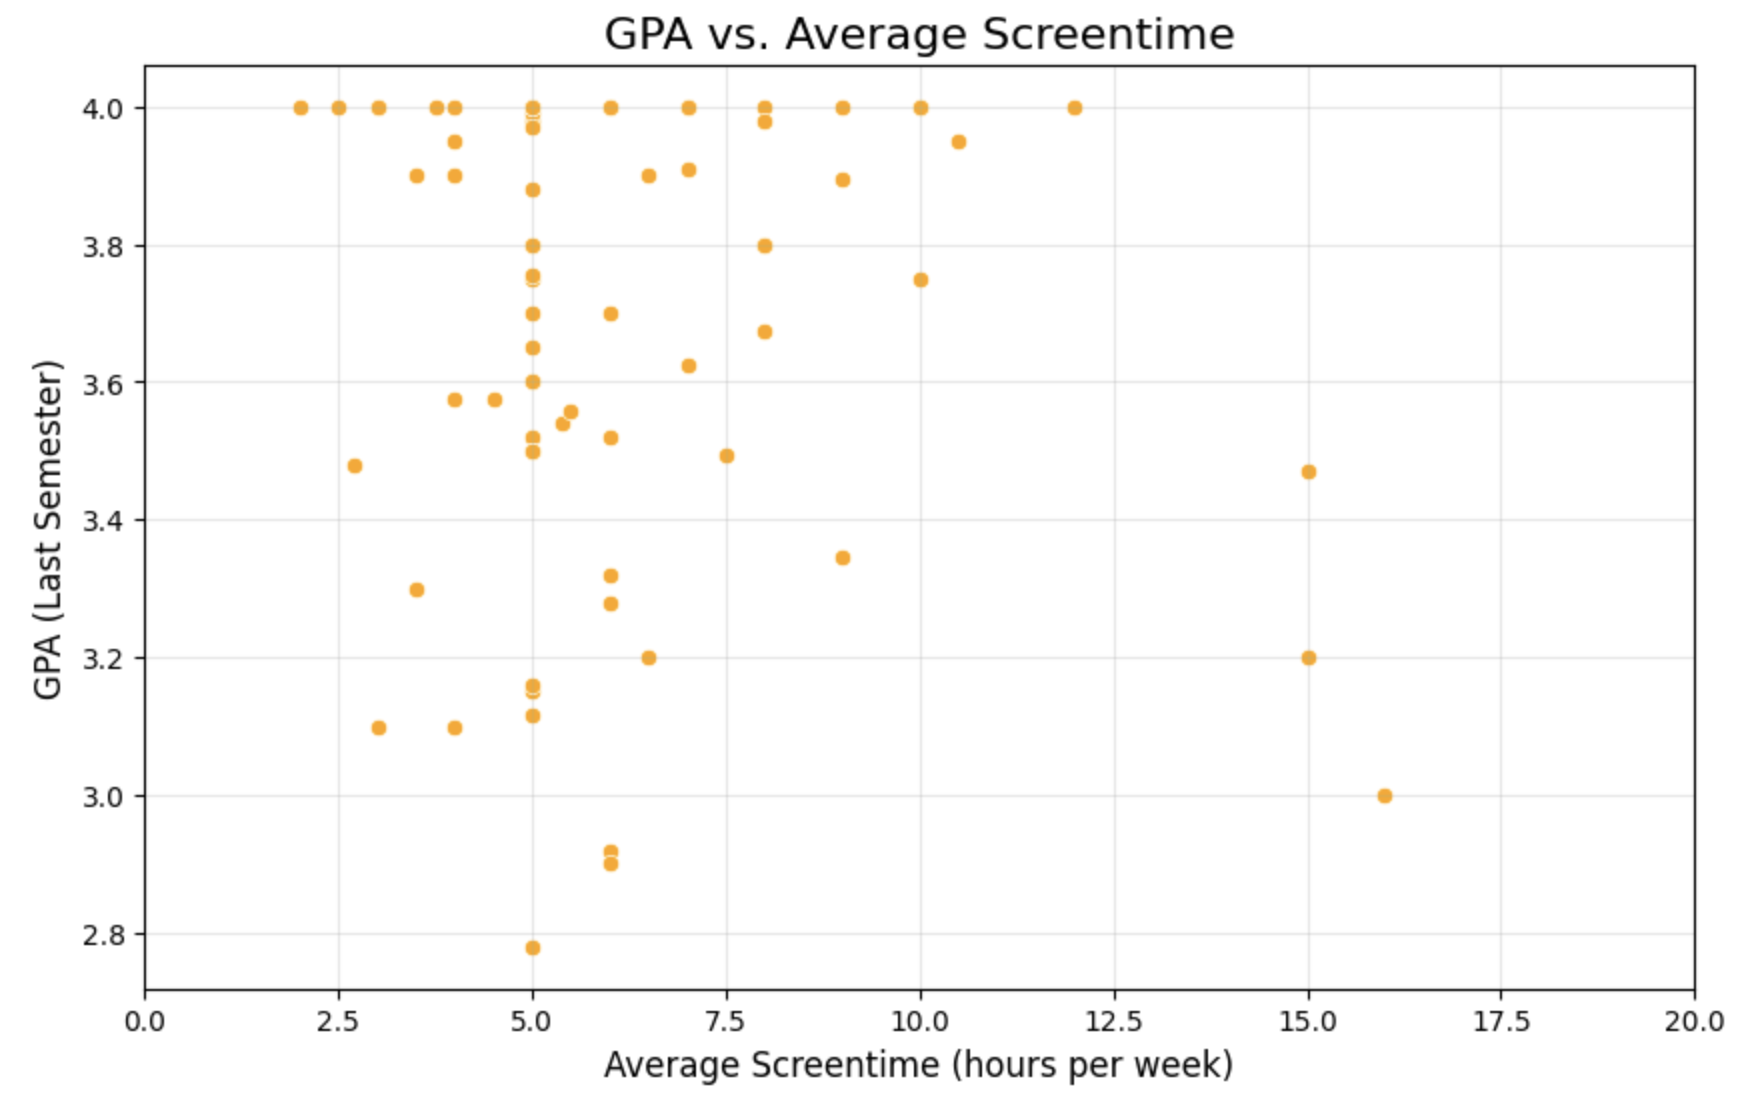 GPA vs. Average Screentime
4.0
3.8
3.6
3.4
3.2
3.0
2.8
GPA (Last Semester)
0.0 2.5 5.0 7.5 10.0 12.5 15.0 17.5 20.0
Average Screentime (hours per week)